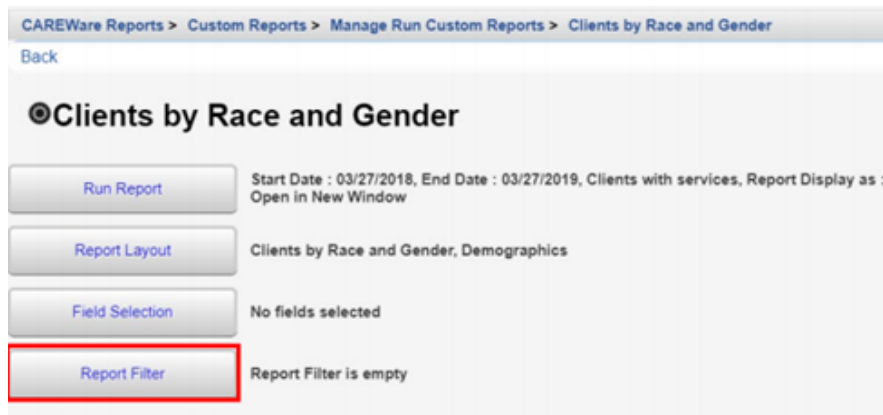 CAREWare Reports > Custom Reports > Manage Run Custom Reports > Clients by Race and Gender
Back
Clients by Race and Gender
Run Report
Start Date : 03/27/2018, End Date : 03/27/2019, Clients with services, Report Display as :
Open in New Window
Report Layout
Clients by Race and Gender, Demographics
Field Selection
No fields selected
Report Filter
Report Filter is empty